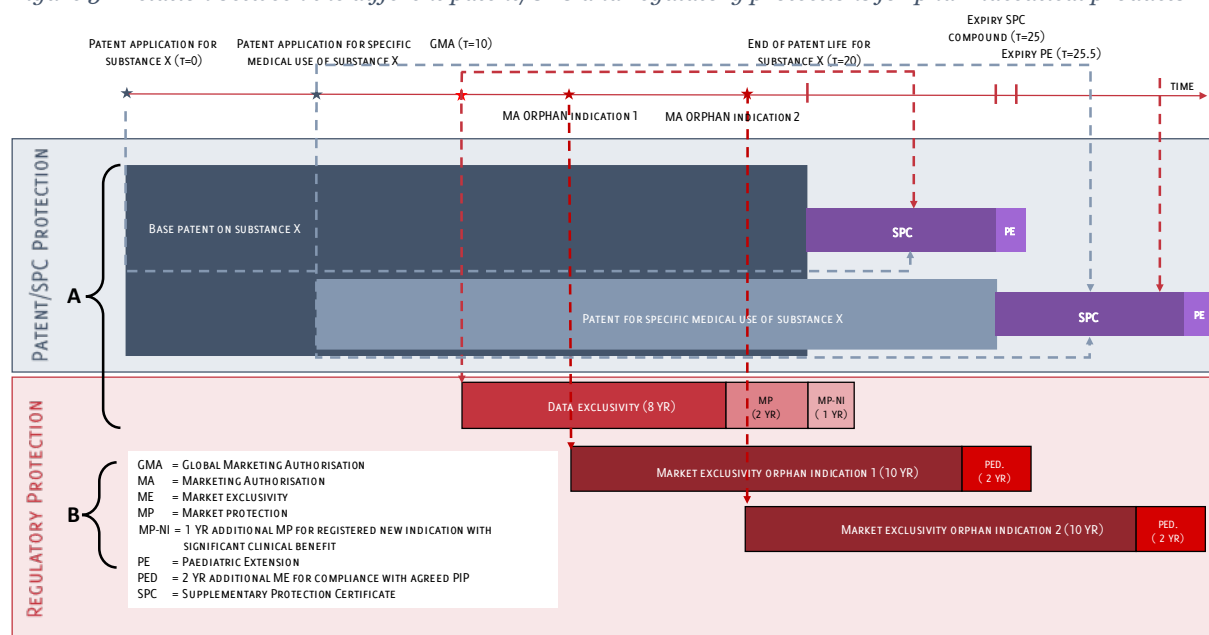 PATENT APPLICATION FOR
SUBSTANCE X (T=0)
PATENT APPLICATION FOR SPECIFIC
MEDICAL USE OF SUBSTANCE X
GMA (T=10)
END OF PATENT LIFE FOR
SUBSTANCE X (T=20)
EXPIRY SPC
COMPOUND (T=25)
EXPIRY PE (T=25.5)
TIME
MA ORPHAN INDICATION 1
MA ORPHAN INDICATION 2
PATENT/SPC PROTECTION
A
BASE PATENT ON SUBSTANCE X
SPC
PE
PATENT FOR SPECIFIC MEDICAL USE OF SUBSTANCE X
SPC
PE
REGULATORY PROTECTION
DATA EXCLUSIVITY (8 YR)
MP
(2 YR)
MP-NI
( 1 YR)
MARKET EXCLUSIVITY ORPHAN INDICATION 1 (10 YR)
PED.
( 2 YR)
MARKET EXCLUSIVITY ORPHAN INDICATION 2 (10 YR)
PED.
( 2 YR)
B
GMA = GLOBAL MARKETING AUTHORISATION
MA = MARKETING AUTHORISATION
ME = MARKET EXCLUSIVITY
MP = MARKET PROTECTION
MP-NI = 1 YR ADDITIONAL MP FOR REGISTERED NEW INDICATION WITH
SIGNIFICANT CLINICAL BENEFIT
PE = PAEDIATRIC EXTENSION
PED = 2 YR ADDITIONAL ME FOR COMPLIANCE WITH AGREED PIP
SPC = SUPPLEMENTARY PROTECTION CERTIFICATE